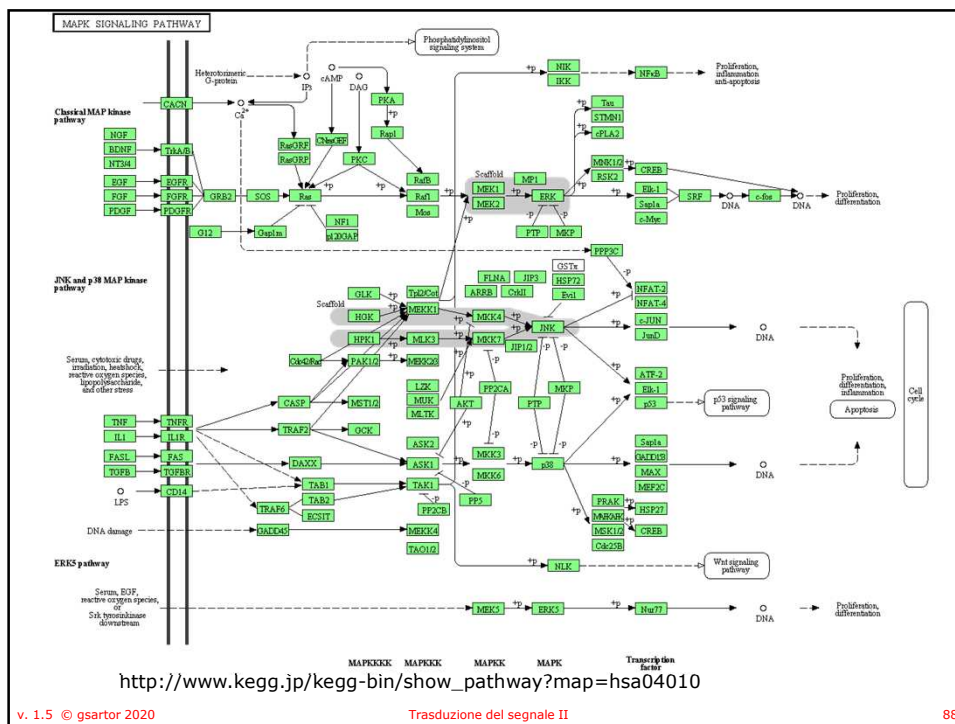 MAPK SIGNALING PATHWAY
Phosphatidylinositol
signaling system
Heterotrimeric
G-protein
IP3
cAMP
DAG
NIK
IKK
+p
NFκB
Proliferation,
inflammation
anti-apoptosis
Classical MAP kinase
pathway
CACN
Ca2+
PKA
+p
Rap1
RasGRF
RasGRP
CNrasGEF
PKC
Tau
STMN1
cPLA2
NGF
BDNF
NT3/4
TrkA/B
EGF
FGF
PDGF
EGFR
FGFR
PDGFR
GRB2
SOS
Ras
+p
+p
RafB
Raf1
Mos
+p
+p
Scaffold
MEK1
MEK2
MP1
+p
ERK
+p
+p
MNK1/2
RSK2
+p
CREB
Elk-1
Sap1a
c-Myc
SRF
DNA
c-fos
DNA
Proliferation,
differentiation
G12
Gap1m
NF1
p120GAP
-p
-p
PTP
MKP
PPP3C
JNK and p38 MAP kinase
pathway
GLK
HGK
HPK1
Scaffold
+p
+p
+p
Tpl2/Cot
MEKK1
MLK3
MEKK2/3
FLNA
JIP3
ARRB
CrkII
GSTπ
HSP72
Evi1
MKK4
MKK7
JNK
JIP1/2
-p
NFAT-2
NFAT-4
c-JUN
JunD
DNA
Serum, cytotoxic drugs,
irradiation, heatshock,
reactive oxygen species,
lipopolysaccharide,
and other stress
Cdc42/Rac
PAK1/2
LZK
MUK
MLTK
AKT
PP2CA
PTP
MKP
ATF-2
Elk-1
p53
p53 signaling
pathway
Proliferation,
differentiation,
inflammation
Apoptosis
Cell
cycle
CASP
MST1/2
TNF
IL1
FASL
TGFB
LPS
TNFR
IL1R
FAS
TGFBR
CD14
TRAF2
GCK
ASK2
ASK1
DAXX
MKK3
MKK6
p38
Sap1a
GADD153
MAX
MEF2C
DNA
TAB1
TAK1
TRAF6
TAB2
ECSIT
PP2CB
PP5
PRAK
MAPKAPK
MSK1/2
Cdc25B
HSP27
CREB
DNA damage
GADD45
MEKK4
TAO1/2
ERK5 pathway
NLK
Wnt signaling
pathway
Serum, EGF,
reactive oxygen species,
or
Srk tyrosinkinase
downstream
MEK5
+p
ERK5
+p
Nur77
DNA
Proliferation,
differentiation
MAPKKKK
MAPKKK
MAPKK
MAPK
Transcription
factor
http://www.kegg.jp/kegg-bin/show_pathway?map=hsa04010
v. 1.5 © gsartor 2020
Trasduzione del segnale II
88